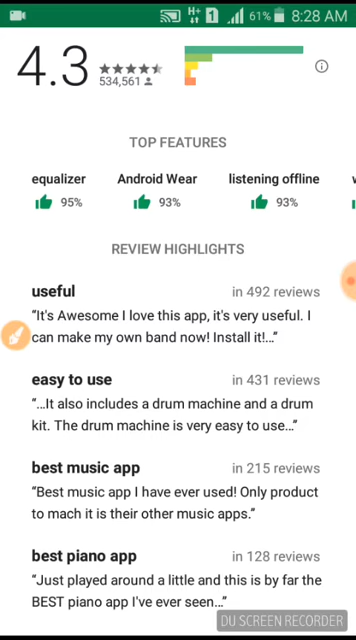 H+ 1 61% 8:28 AM
4.3
534,561
TOP FEATURES
equalizer Android Wear listening offline
95% 93% 93%
REVIEW HIGHLIGHTS
useful in 492 reviews
“It's Awesome I love this app, it's very useful. I
can make my own band now! Install it!…“
easy to use in 431 reviews
“…It also includes a drum machine and a drum
kit. The drum machine is very easy to use…”
best music app in 215 reviews
“Best music app I have ever used! Only product
to mach it is their other music apps.”
best piano app in 128 reviews
“Just played around a little and this is by far the
BEST piano app I've ever seen…”
DU SCREEN RECORDER